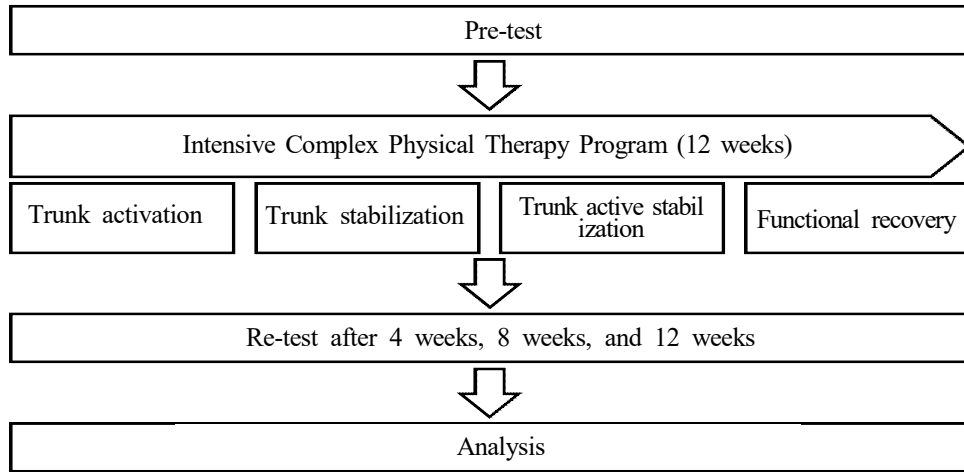 Pre-test
Intensive Complex Physical Therapy Program (12 weeks)
Trunk activation
Trunk stabilization
Trunk active stabil
ization
Functional recovery
Re-test after 4 weeks, 8 weeks, and 12 weeks
Analysis